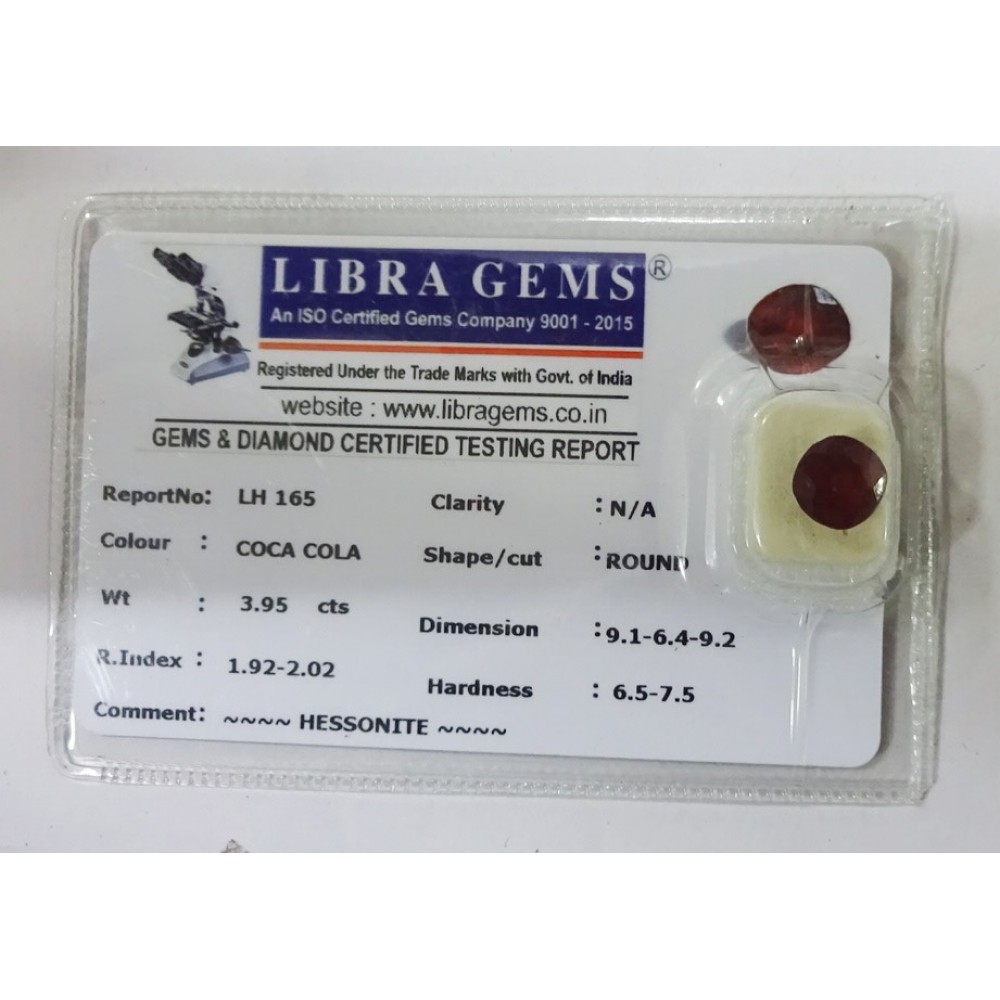 LIBRA GEMS ®
An ISO Certified Gems Company 9001 - 2015
Registered Under the Trade Marks with Govt. of India
website : www.libragems.co.in
GEMS & DIAMOND CERTIFIED TESTING REPORT
ReportNo: LH 165
Colour : COCA COLA
Wt : 3.95 cts
R.Index : 1.92-2.02
Comment: ~~~~ HESSONITE ~~~~
Clarity : N/A
Shape/cut : ROUND
Dimension : 9.1-6.4-9.2
Hardness : 6.5-7.5